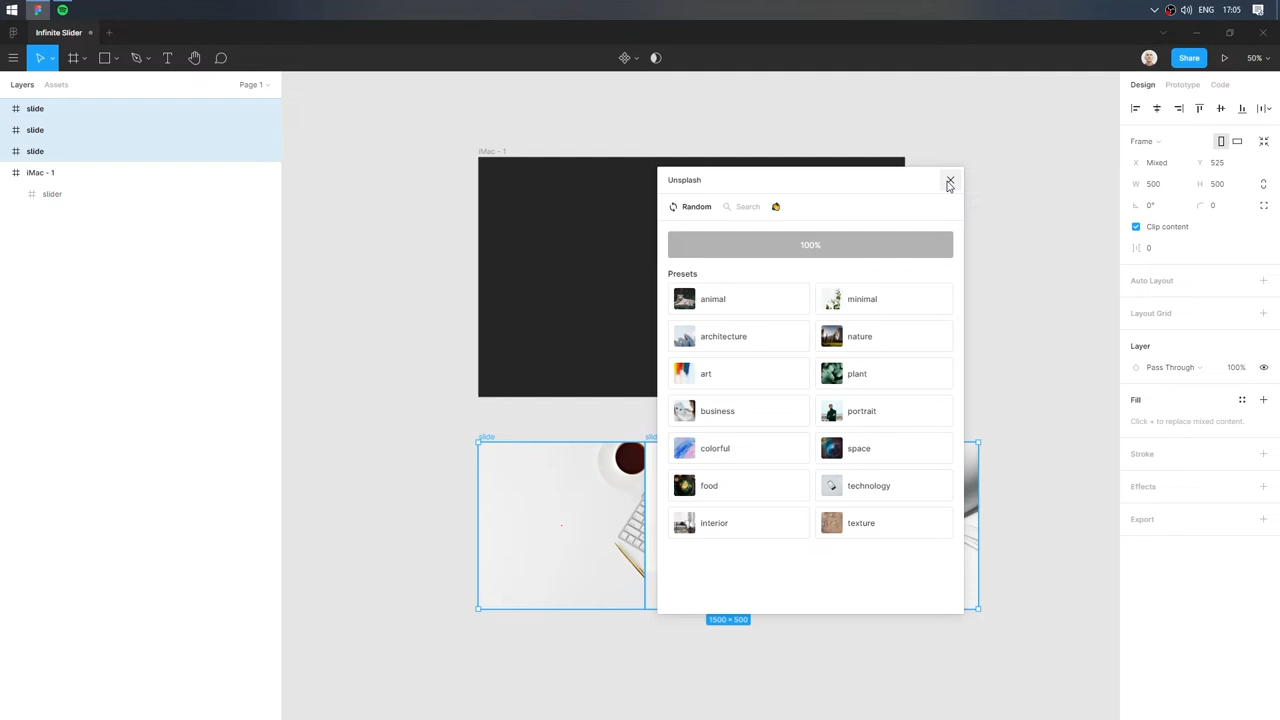 ENG 17:05
Infinite Slider
Share
50%
Layers Assets Page 1
Design Prototype Code
slide
slide
slide
iMac - 1
slider
iMac - 1
slide
slid
1500 × 500
Unsplash
Random Search
100%
Presets
animal minimal
architecture nature
art plant
business portrait
colorful space
food technology
interior texture
Frame
X Mixed Y 525
W 500 H 500
0° 0
Clip content
0
Auto Layout
Layout Grid
Layer
Pass Through 100%
Fill
Click + to replace mixed content.
Stroke
Effects
Export